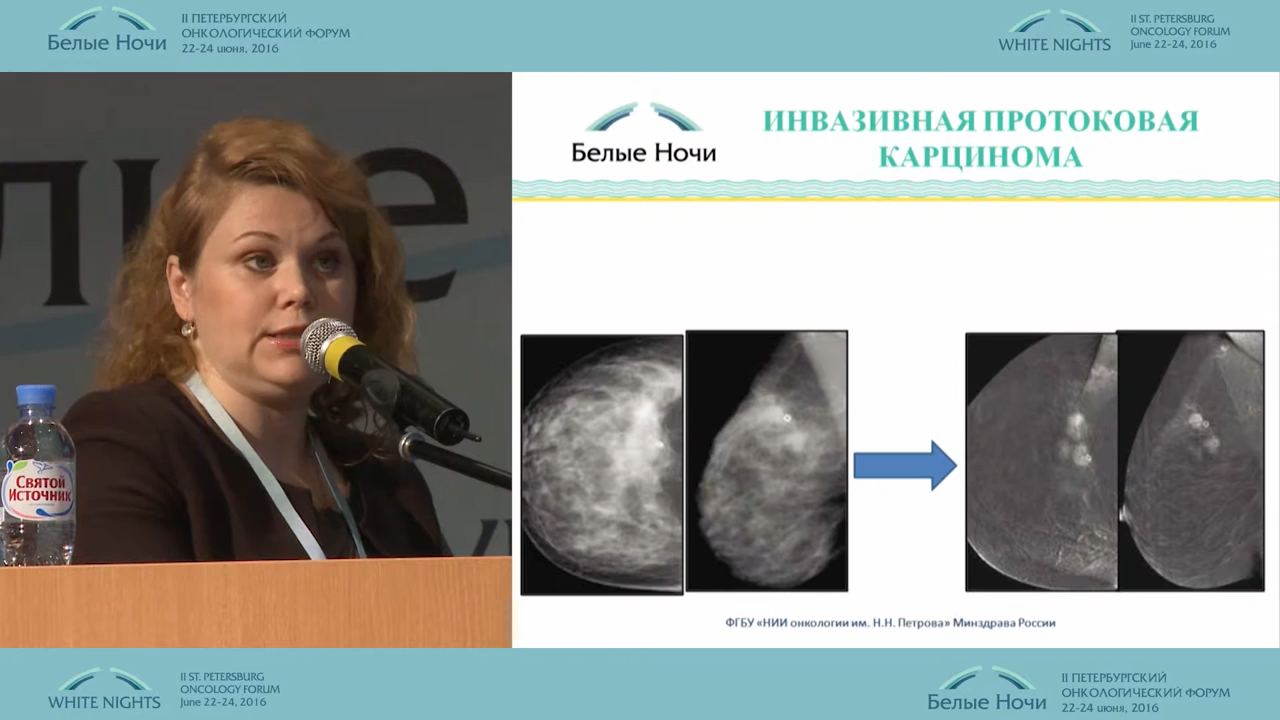 Белые Ночи
II ПЕТЕРБУРГСКИЙ
ОНКОЛОГИЧЕСКИЙ ФОРУМ
22-24 июня, 2016
WHITE NIGHTS
II ST. PETERSBURG
ONCOLOGY FORUM
June 22-24, 2016
Белые Ночи
ИНВАЗИВНАЯ ПРОТОКОВАЯ
КАРЦИНОМА
Святой
Источник
ФГБУ «НИИ онкологии им. Н.Н. Петрова» Минздрава России
WHITE NIGHTS
II ST. PETERSBURG
ONCOLOGY FORUM
June 22-24, 2016
Белые Ночи
II ПЕТЕРБУРГСКИЙ
ОНКОЛОГИЧЕСКИЙ ФОРУМ
22-24 июня, 2016